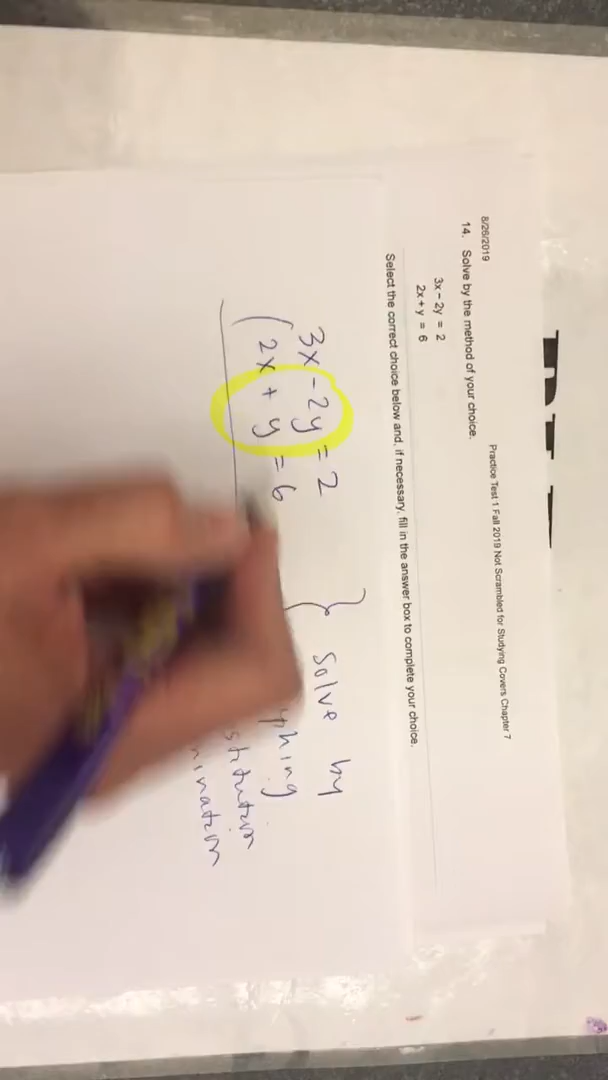 8/26/2019 Practice Test 1 Fall 2019 Not Scrambled for Studying Covers Chapter 7
14. Solve by the method of your choice.
3x − 2y = 2
2x + y = 6
Select the correct choice below and, if necessary, fill in the answer box to complete your choice.
3x - 2y = 2 } Solve by
(2x + y = 6